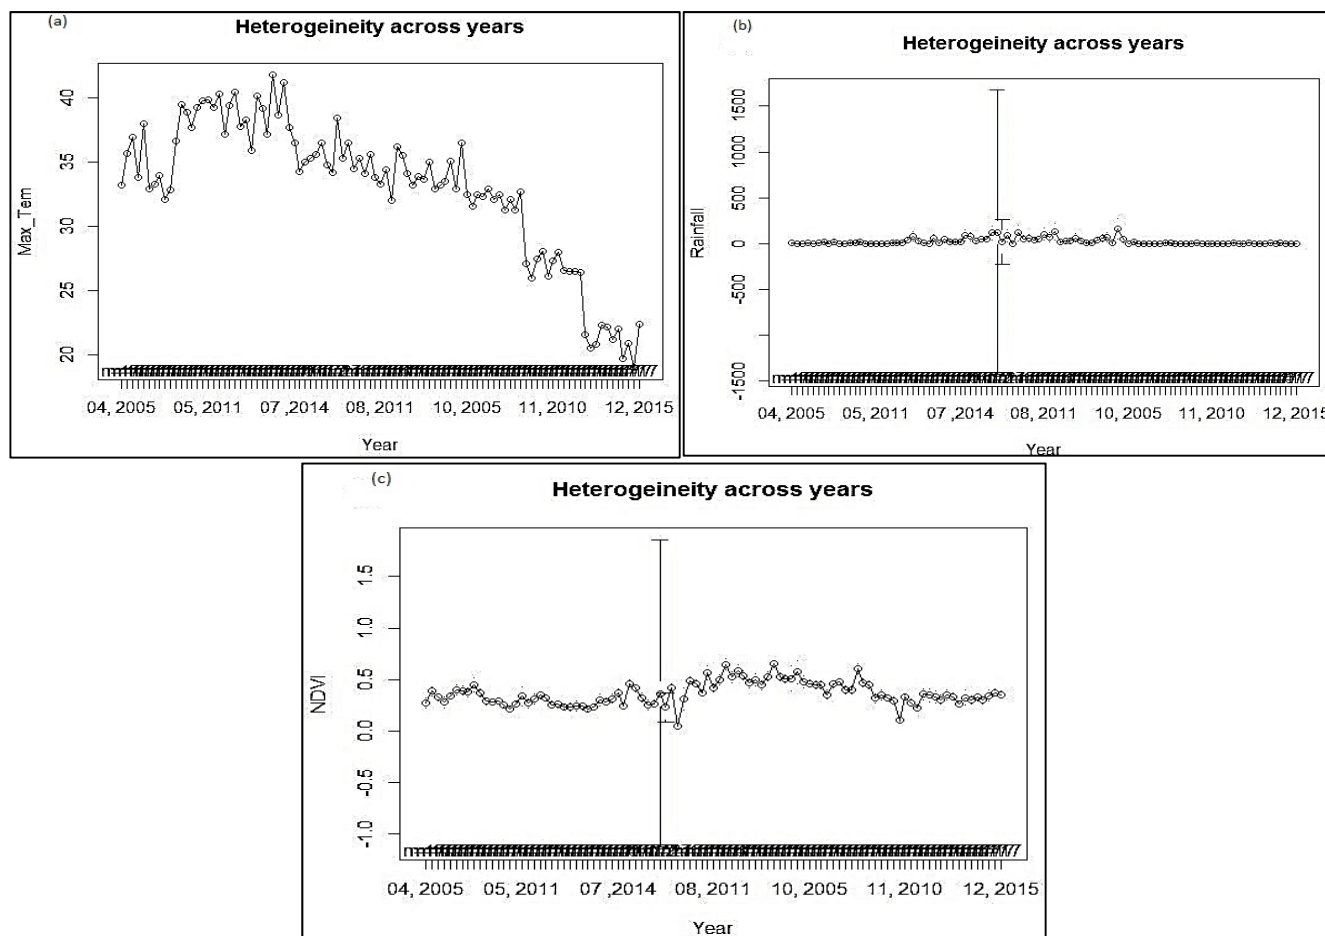 (a)
Heterogeineity across years
Max_Tem
40
35
30
25
20
04, 2005 05, 2011 07, 2014 08, 2011 10, 2005 11, 2010 12, 2015
Year
(b)
Heterogeineity across years
Rainfall
1500
1000
500
0
-500
-1500
04, 2005 05, 2011 07, 2014 08, 2011 10, 2005 11, 2010 12, 2015
Year
(c)
Heterogeineity across years
NDVI
1.5
1.0
0.5
0.0
-0.5
-1.0
04, 2005 05, 2011 07, 2014 08, 2011 10, 2005 11, 2010 12, 2015
Year